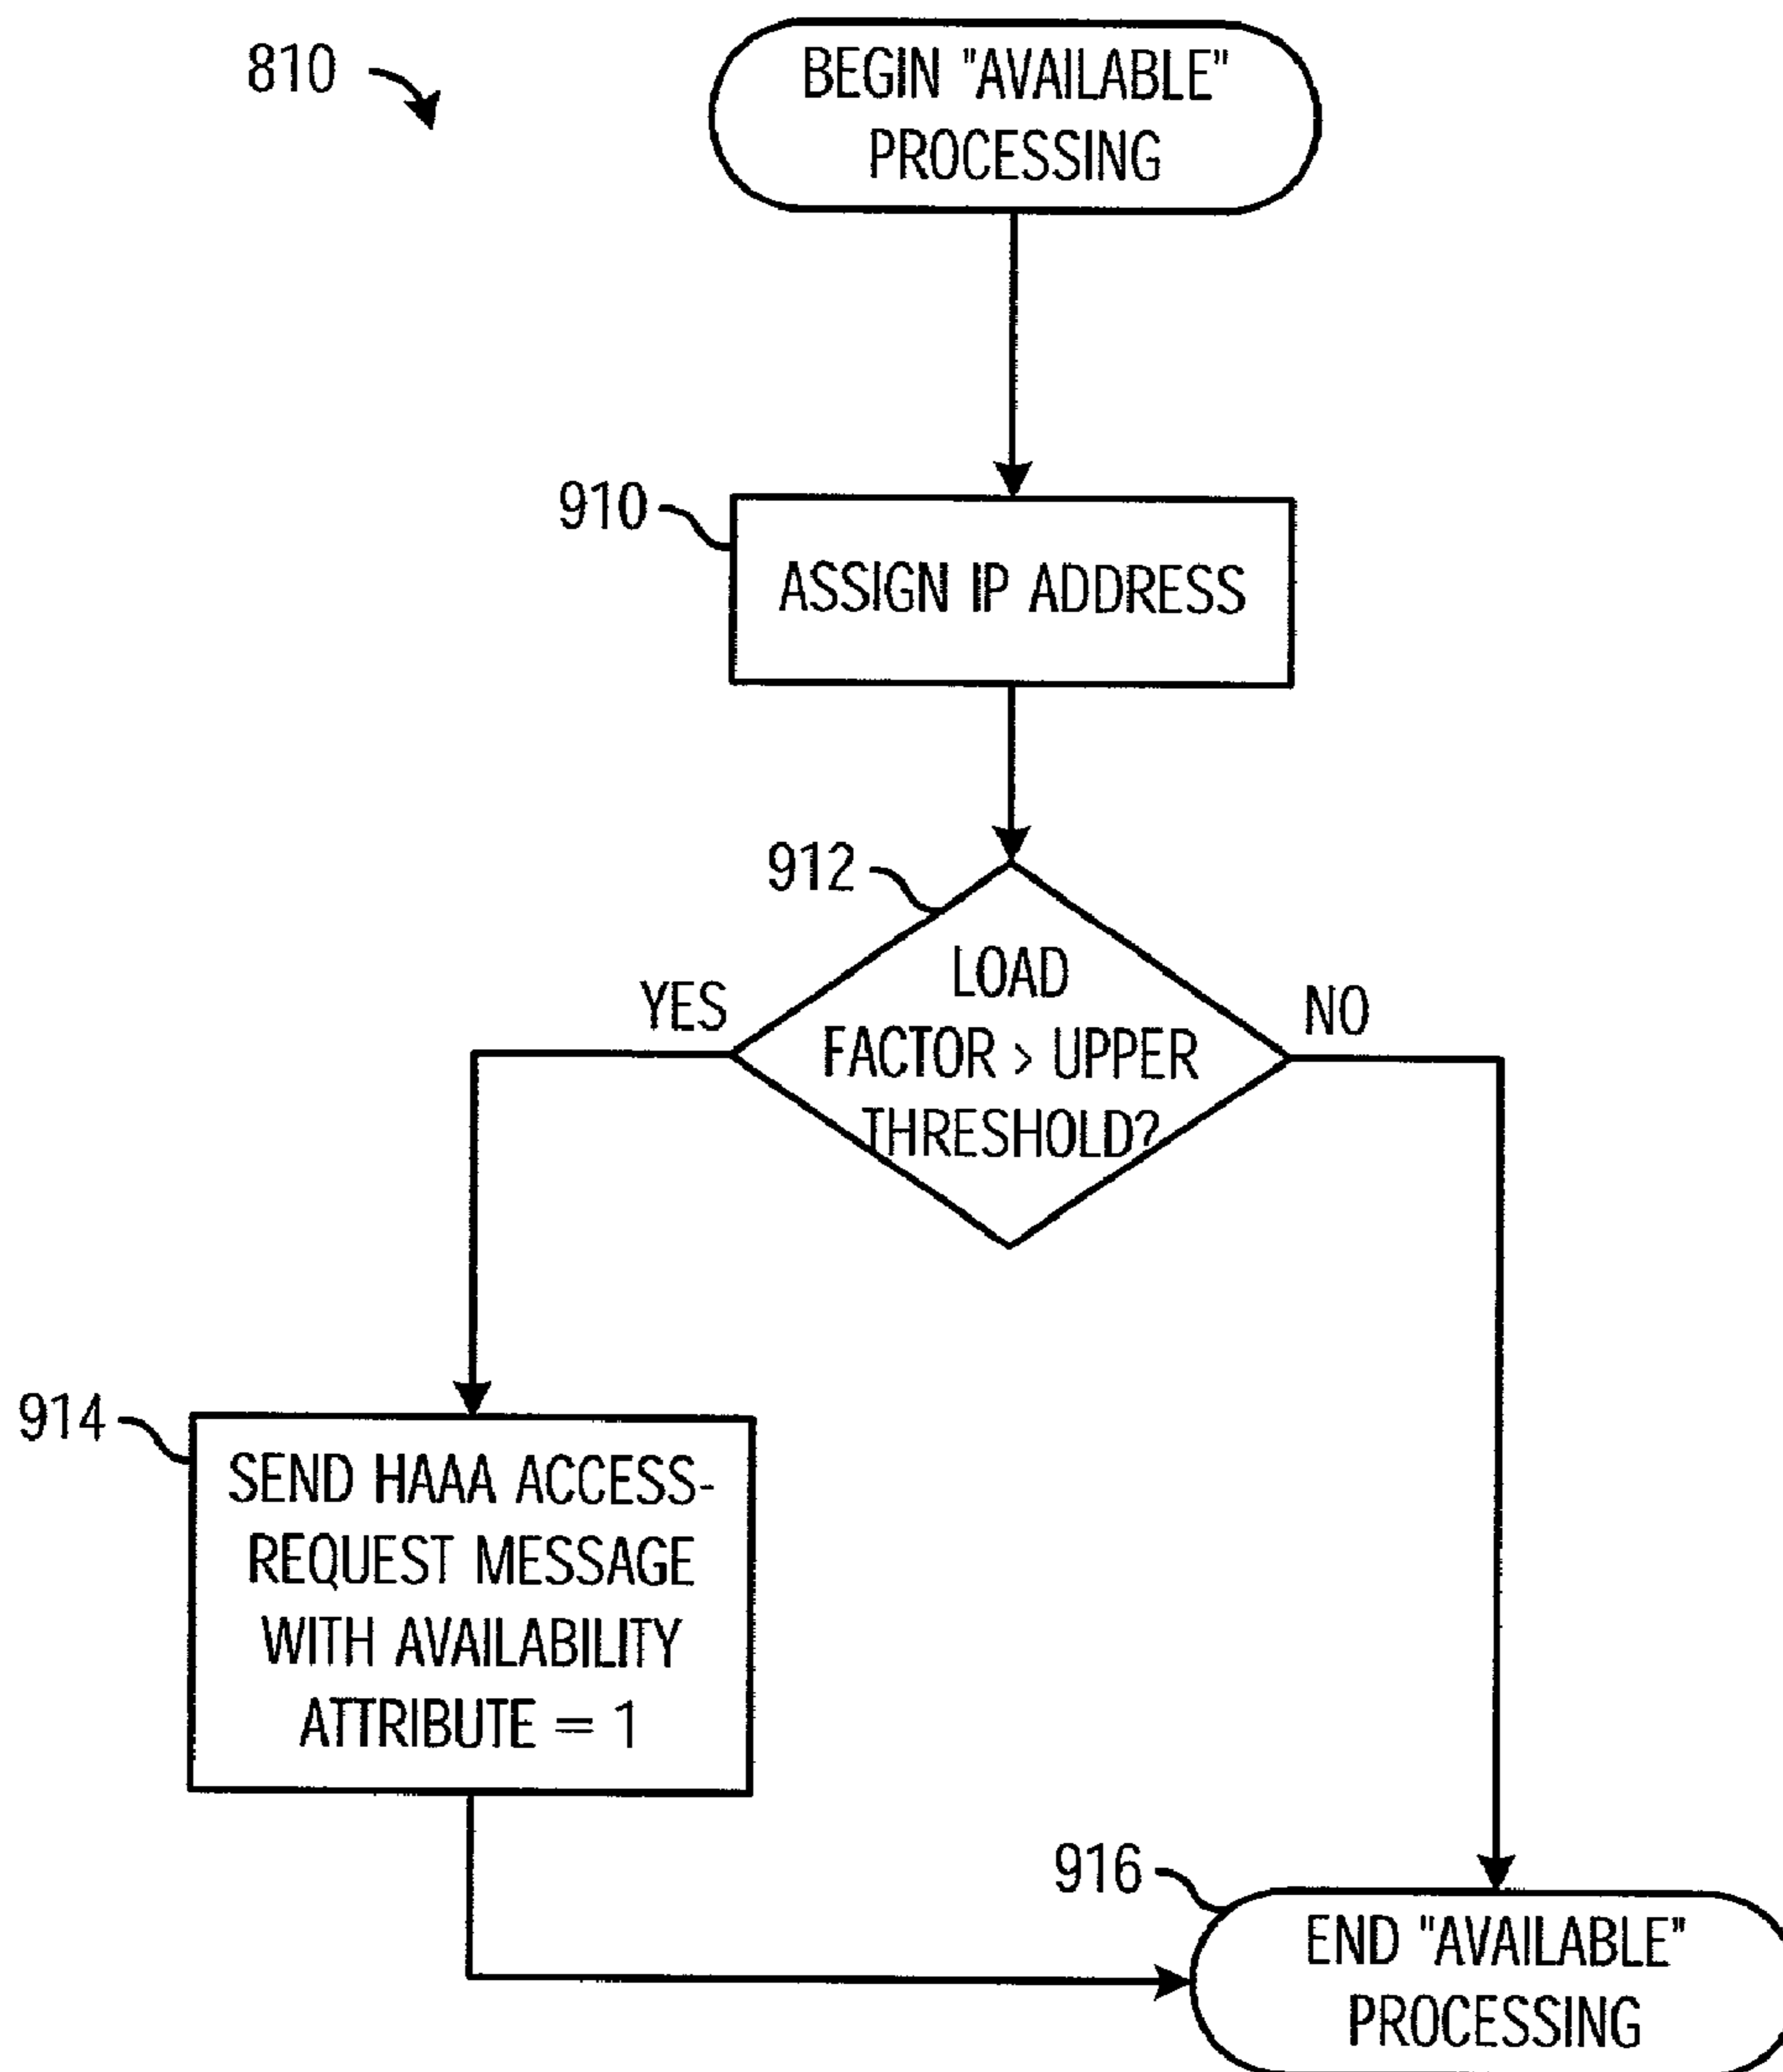 810
BEGIN "AVAILABLE"
PROCESSING
910
ASSIGN IP ADDRESS
912
LOAD
FACTOR > UPPER
THRESHOLD?
YES
NO
914
SEND HAAA ACCESS-
REQUEST MESSAGE
WITH AVAILABILITY
ATTRIBUTE = 1
916
END "AVAILABLE"
PROCESSING